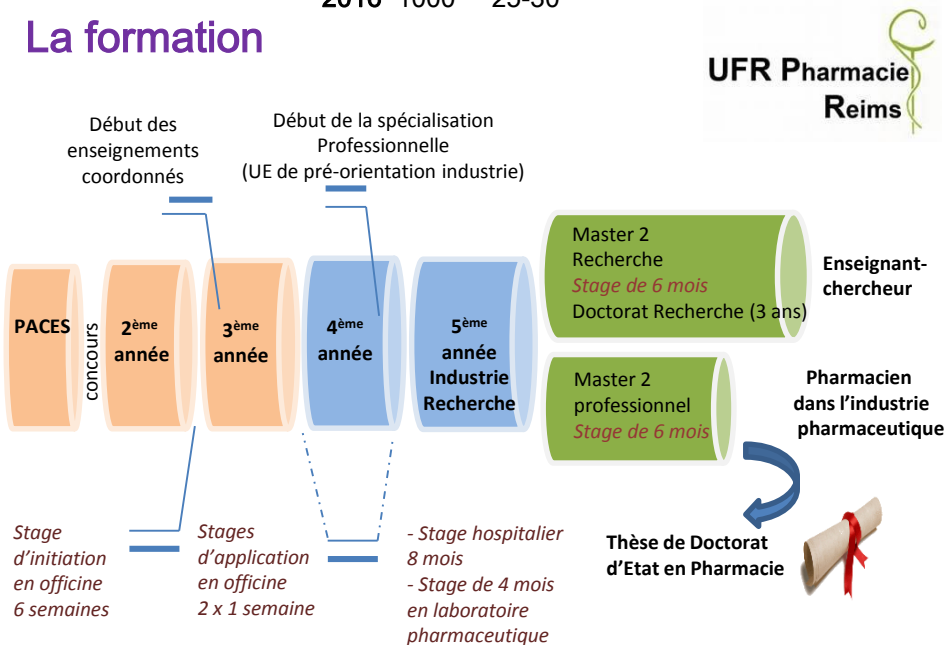 2016 1000 25-30
La formation
UFR Pharmacie
Reims
Début des
enseignements
coordonnés
Début de la spécialisation
Professionnelle
(UE de pré-orientation industrie)
PACES
concours
2ème
année
3ème
année
4ème
année
5ème
année
Industrie
Recherche
Master 2
Recherche
Stage de 6 mois
Doctorat Recherche (3 ans)
Enseignant-
chercheur
Master 2
professionnel
Stage de 6 mois
Pharmacien
dans l’industrie
pharmaceutique
Stage
d’initiation
en officine
6 semaines
Stages
d’application
en officine
2 x 1 semaine
- Stage hospitalier
8 mois
- Stage de 4 mois
en laboratoire
pharmaceutique
Thèse de Doctorat
d’Etat en Pharmacie